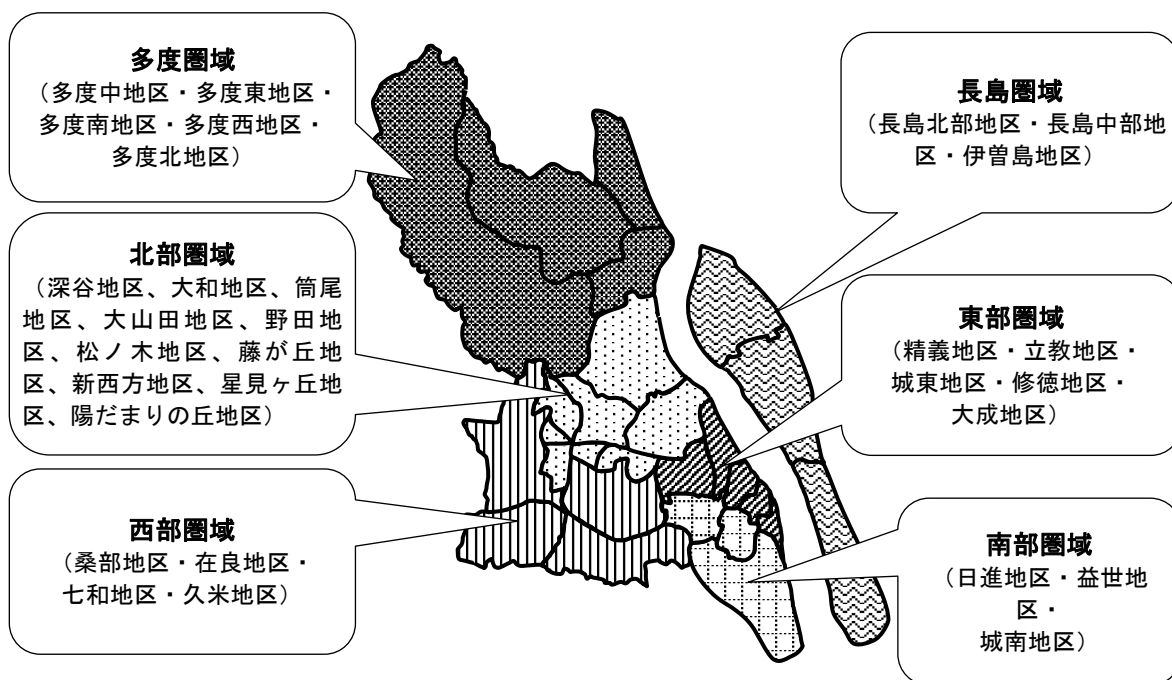 多度圏域
（多度中地区・多度東地区・
多度南地区・多度西地区・
多度北地区）
北部圏域
（深谷地区、大和地区、筒尾
地区、大山田地区、野田地
区、松ノ木地区、藤が丘地
区、新西方地区、星見ヶ丘地
区、陽だまりの丘地区）
西部圏域
（桑部地区・在良地区・
七和地区・久米地区）
長島圏域
（長島北部地区・長島中部地
区・伊曽島地区）
東部圏域
（精義地区・立教地区・
城東地区・修徳地区・
大成地区）
南部圏域
（日進地区・益世地
区・
城南地区）